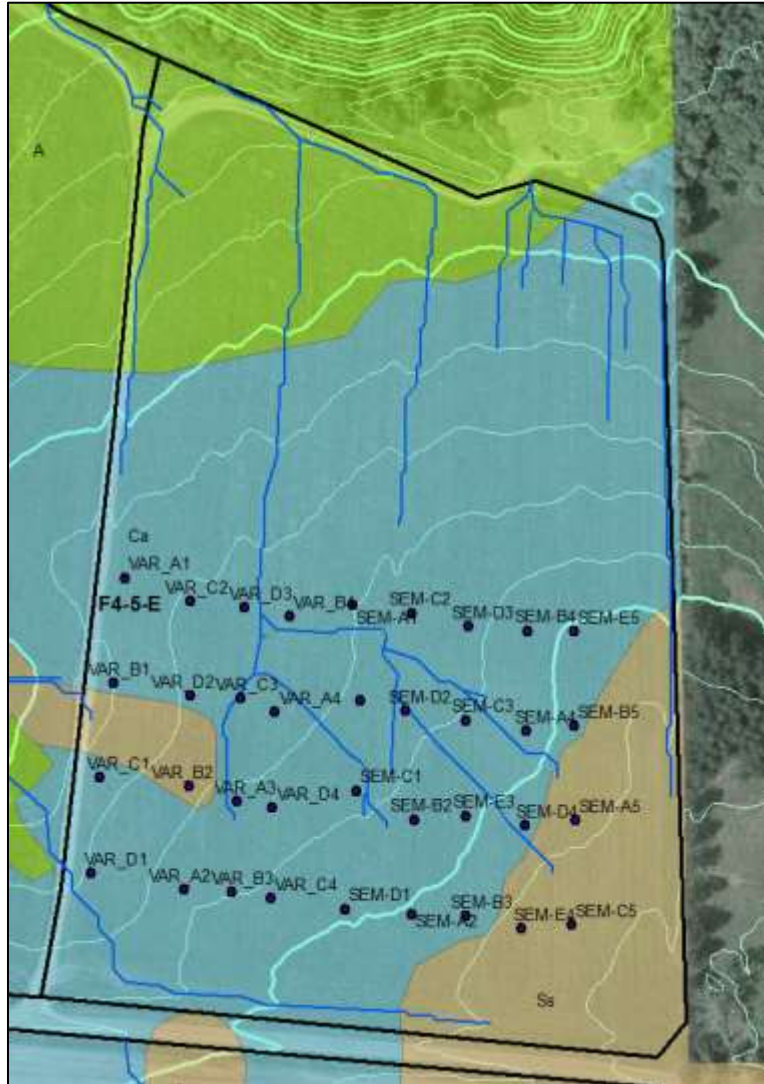 A
Ca
VAR_A1
F4-5-E
VAR_C2
VAR_D3
VAR_B4
SEM-A1
SEM-C2
SEM-D3
SEM-B4
SEM-E5
VAR_B1
VAR_D2
VAR_C3
VAR_A4
SEM-D2
SEM-C3
SEM-A4
SEM-B5
VAR_C1
VAR_B2
VAR_A3
VAR_D4
SEM-C1
SEM-B2
SEM-E3
SEM-D4
SEM-A5
VAR_D1
VAR_A2
VAR_B3
VAR_C4
SEM-D1
SEM-A2
SEM-B3
SEM-E4
SEM-C5
Ss